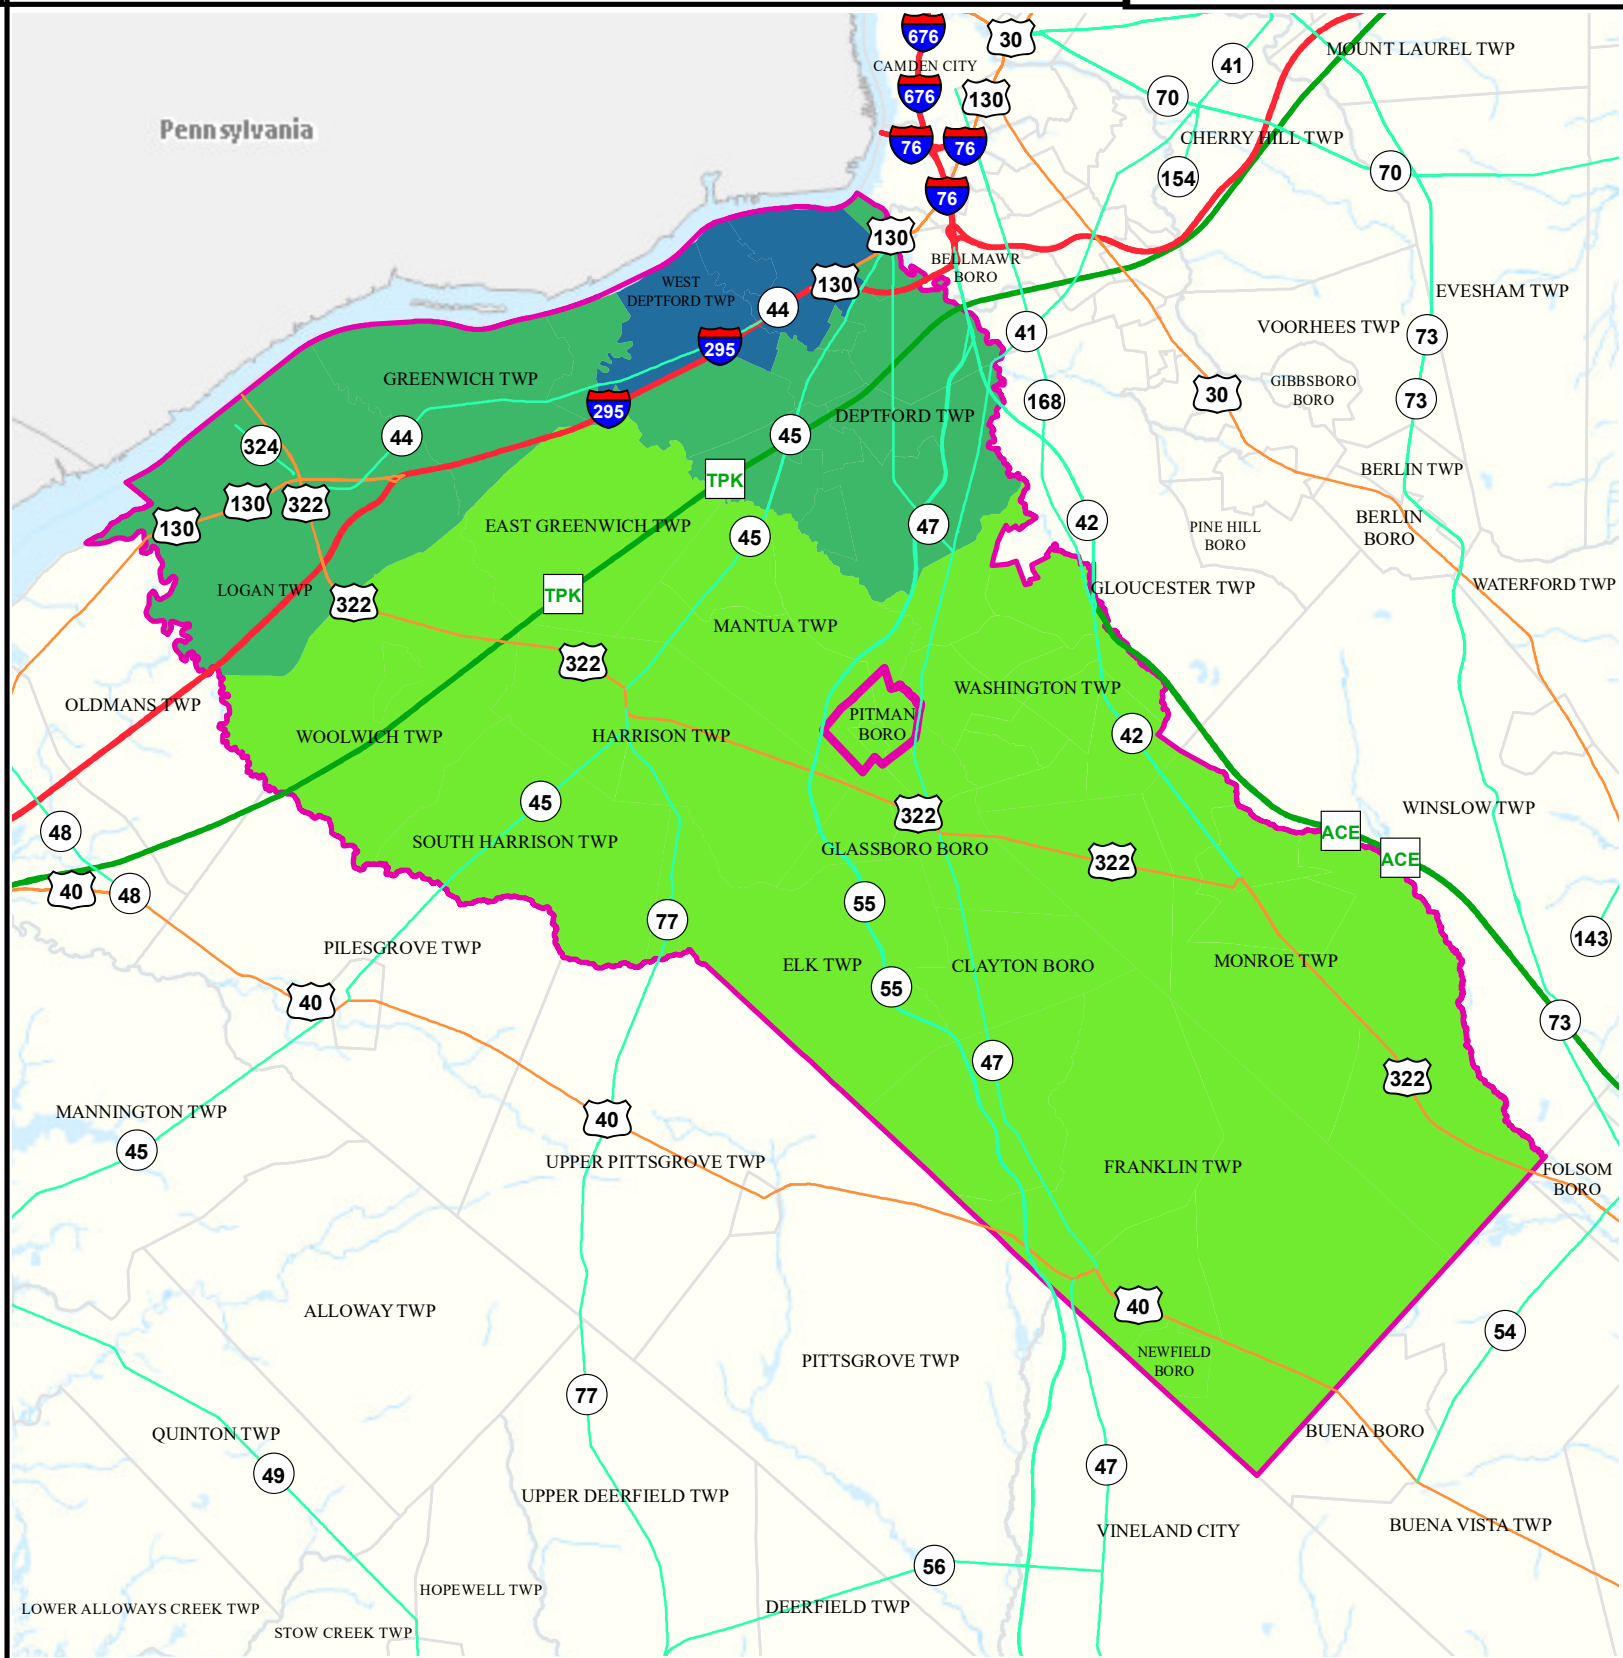 676
30
CAMDEN CITY
MOUNT LAUREL TWP
41
676
130
70
Pennsylvania
CHERRY HILL TWP
76
76
154
70
76
130
BELLMAWR
BORO
WEST
DEPTFORD TWP
130
EVESHAM TWP
44
VOORHEES TWP
73
41
295
GREENWICH TWP
GIBBSBORO
BORO
30
73
168
295
DEPTFORD TWP
324
44
45
BERLIN TWP
TPK
130
322
130
EAST GREENWICH TWP
45
47
42
PINE HILL
BORO
BERLIN
BORO
LOGAN TWP
322
TPK
GLOUCESTER TWP
WATERFORD TWP
MANTUA TWP
322
WASHINGTON TWP
OLDMANS TWP
PITMAN
BORO
WOOLWICH TWP
HARRISON TWP
42
45
322
WINSLOW TWP
48
ACE
SOUTH HARRISON TWP
GLASSBORO BORO
322
ACE
40
48
55
77
143
PILESGROVE TWP
ELK TWP
CLAYTON BORO
MONROE TWP
55
40
73
47
322
MANNINGTON TWP
40
45
UPPER PITTSGROVE TWP
FRANKLIN TWP
FOLSOM
BORO
ALLOWAY TWP
40
54
PITTSGROVE TWP
NEWFIELD
BORO
77
QUINTON TWP
BUENA BORO
49
47
UPPER DEERFIELD TWP
VINELAND CITY
BUENA VISTA TWP
56
HOPEWELL TWP
LOWER ALLOWAYS CREEK TWP
DEERFIELD TWP
STOW CREEK TWP